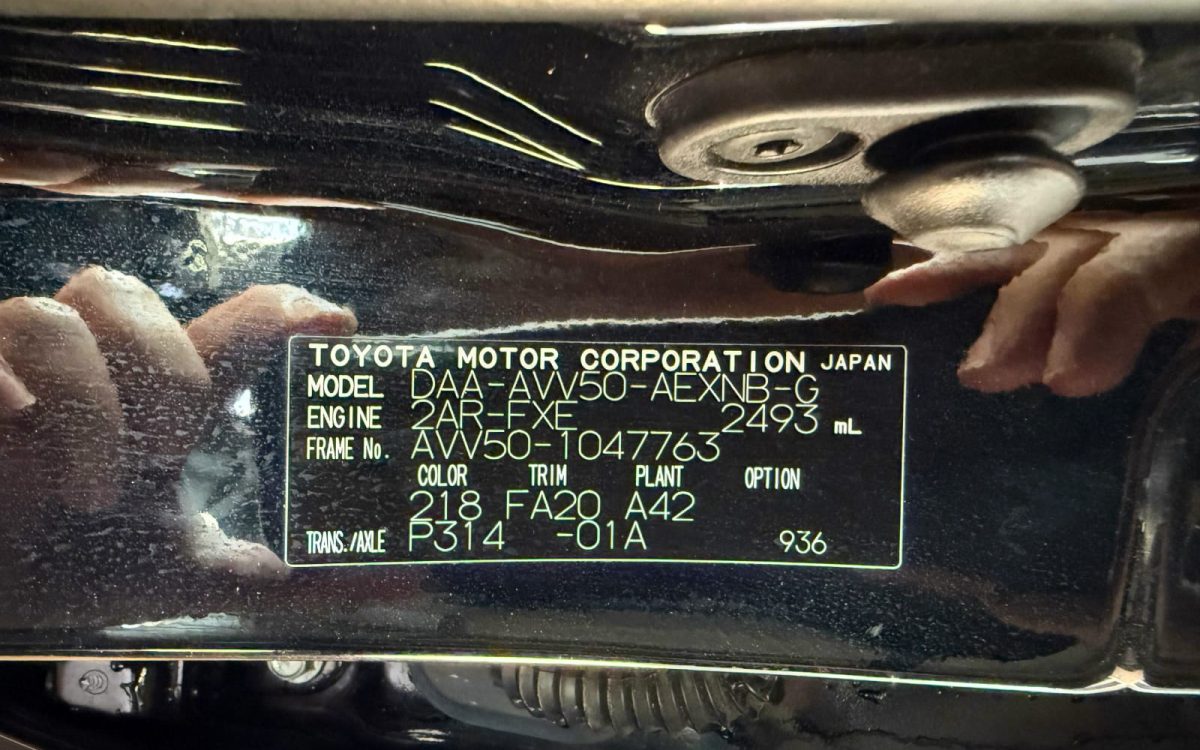 TOYOTA MOTOR CORPORATION JAPAN
MODEL DAA-AVV50-AEXNB-G
ENGINE 2AR-FXE 2493 mL
FRAME No. AVV50-1047763
COLOR TRIM PLANT OPTION
218 FA20 A42
TRANS./AXLE P314 -01A 936